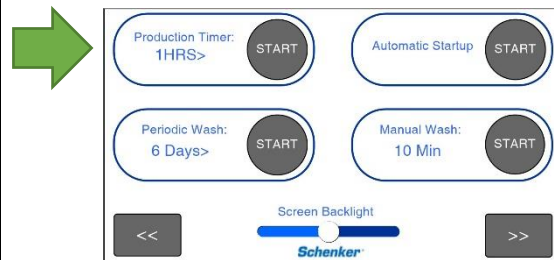 Production Timer:
1HRS>
START
Automatic Startup
START
Periodic Wash:
6 Days>
START
Manual Wash:
10 Min
START
Screen Backlight
<<
>>
Schenker